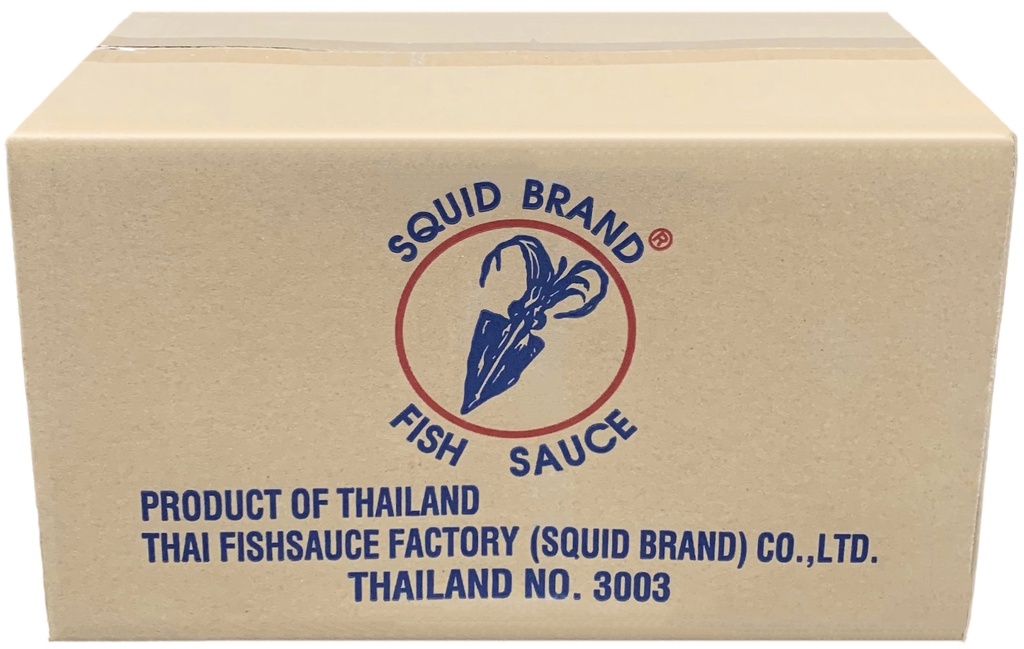 SQUID BRAND®
FISH SAUCE
PRODUCT OF THAILAND
THAI FISHSAUCE FACTORY (SQUID BRAND) CO.,LTD.
THAILAND NO. 3003